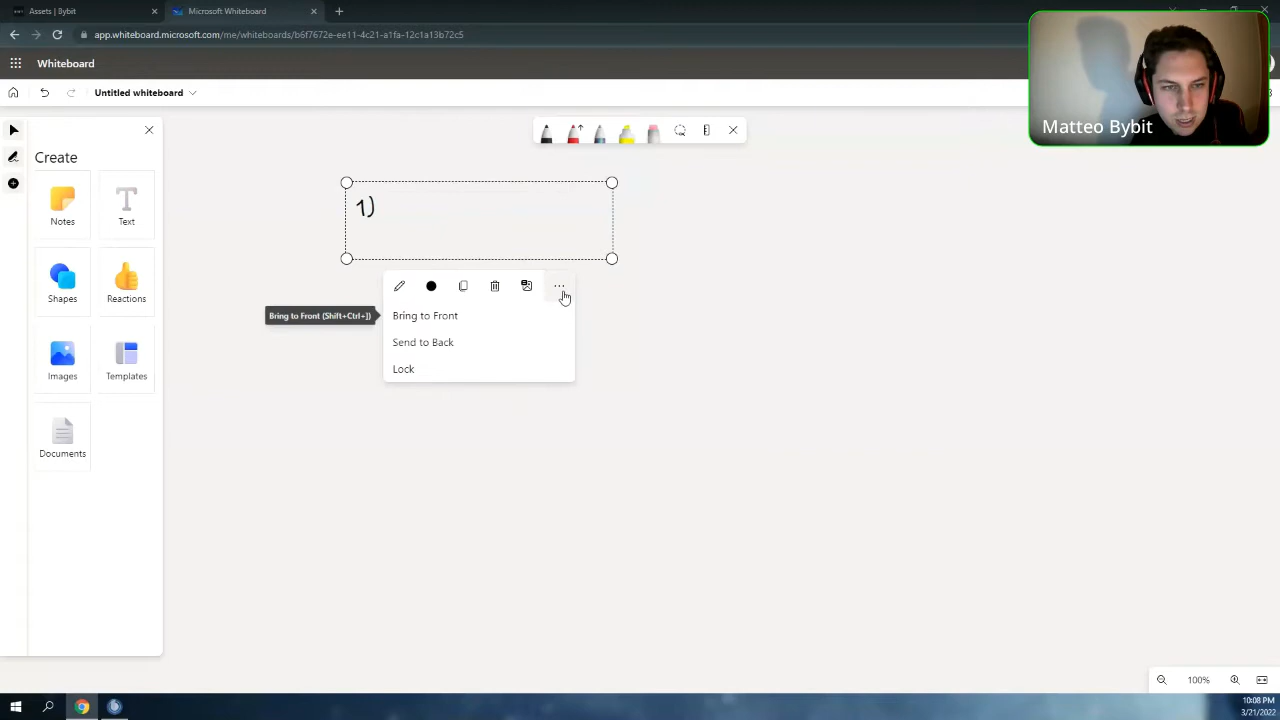 Assets | Bybit
Microsoft Whiteboard
app.whiteboard.microsoft.com/me/whiteboards/b6f7672e-ee11-4c21-a1fa-12c1a13b72c5
Whiteboard
Untitled whiteboard
Matteo Bybit
Create
Notes
Text
Shapes
Reactions
Images
Templates
Documents
1)
Bring to Front (Shift+Ctrl+])
Bring to Front
Send to Back
Lock
100%
10:08 PM
3/21/2022